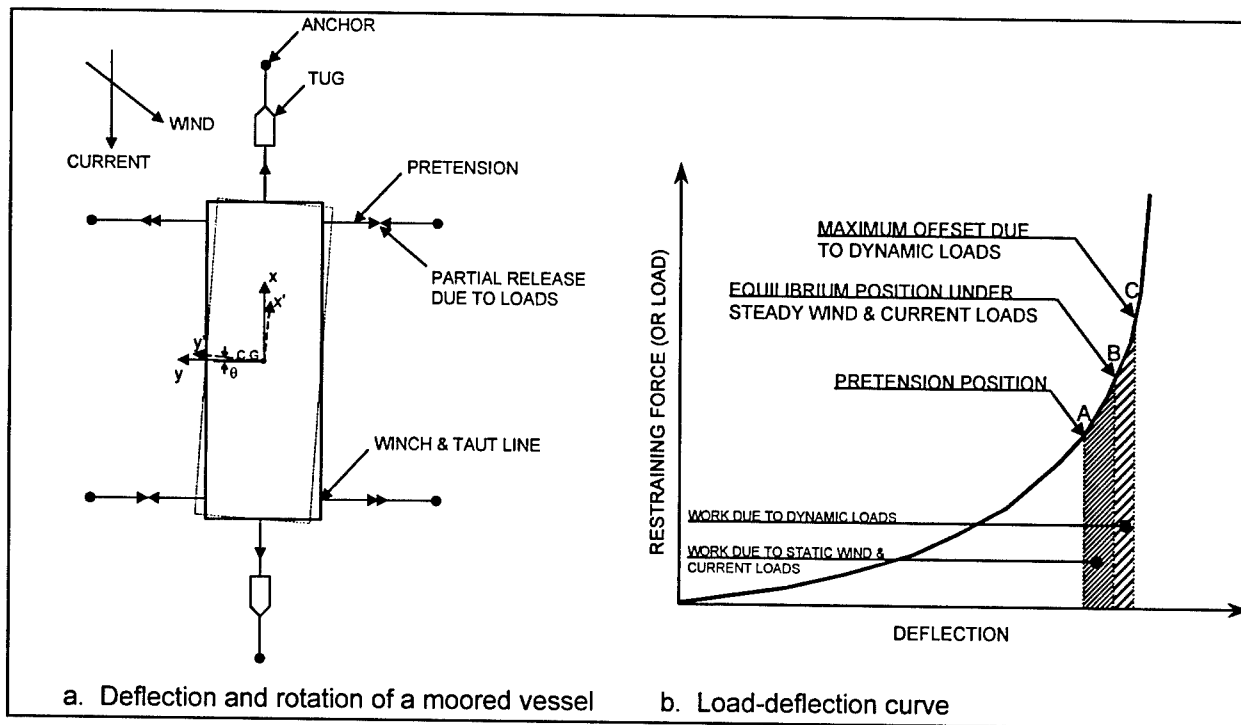 ANCHOR
TUG
WIND
CURRENT
PRETENSION
PARTIAL RELEASE
DUE TO LOADS
x
x'
y'
y
C.G.
θ
WINCH & TAUT LINE
a. Deflection and rotation of a moored vessel
RESTRAINING FORCE (OR LOAD)
MAXIMUM OFFSET DUE
TO DYNAMIC LOADS
C
EQUILIBRIUM POSITION UNDER
STEADY WIND & CURRENT LOADS
B
PRETENSION POSITION
A
WORK DUE TO DYNAMIC LOADS
WORK DUE TO STATIC WIND &
CURRENT LOADS
DEFLECTION
b. Load-deflection curve